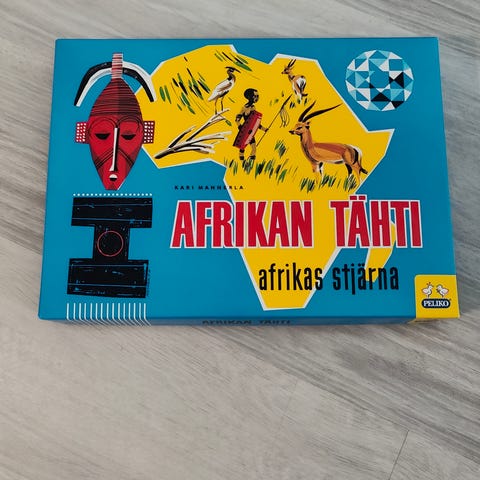 KARI MANNERLA
AFRIKAN TÄHTI
afrikas stjärna
PELIKO
AFRIKAN TÄHTI